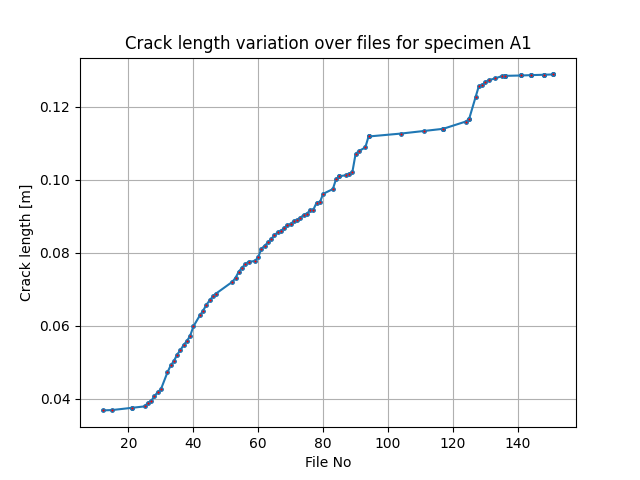 Crack length variation over files for specimen A1
0.12
0.10
0.08
0.06
0.04
Crack length [m]
20 40 60 80 100 120 140
File No